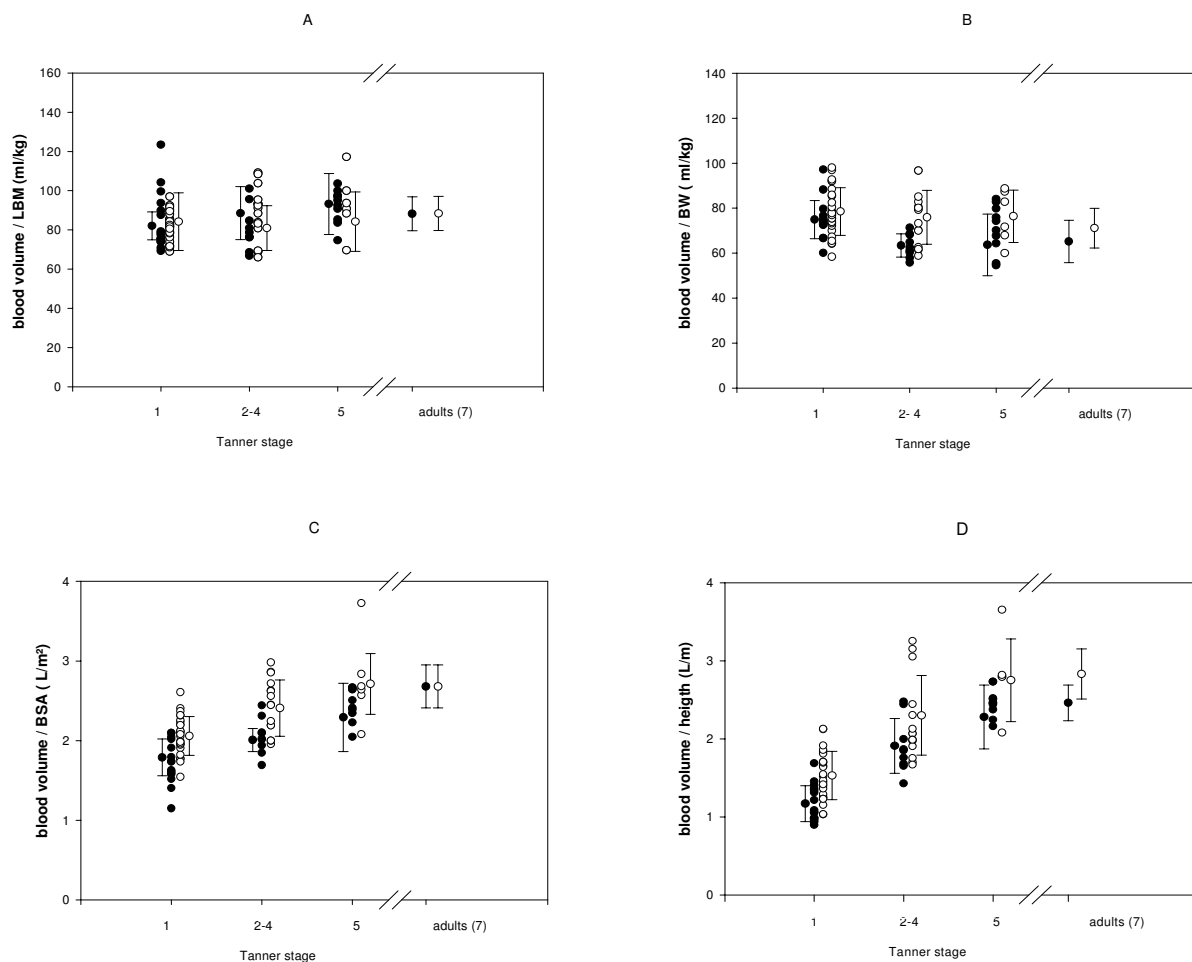 A
blood volume / LBM (ml/kg)
160
140
120
100
80
60
40
20
0
1 2-4 5 adults (7)
Tanner stage
B
blood volume / BW ( ml/kg)
140
120
100
80
60
40
20
0
1 2- 4 5 adults (7)
Tanner stage
C
blood volume / BSA ( L/m²)
4
3
2
1
0
1 2-4 5 adults (7)
Tanner stage
D
blood volume / heigth (L/m)
4
3
2
1
0
1 2-4 5 adults (7)
Tanner stage